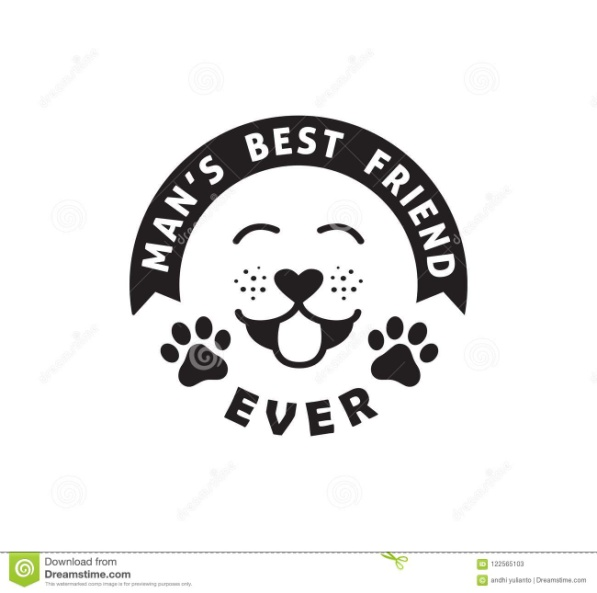 MAN'S BEST FRIEND
EVER
Download from
Dreamstime.com
This watermarked comp image is for previewing purposes only.
122565103
andhi yulianto | Dreamstime.com